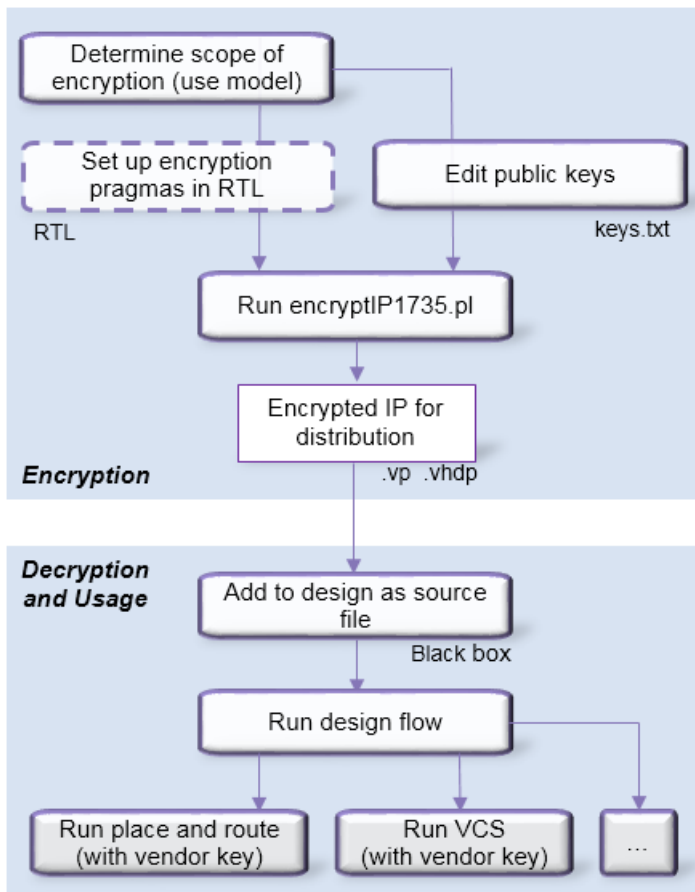 Determine scope of
encryption (use model)
Set up encryption
pragmas in RTL
Edit public keys
RTL
keys.txt
Run encryptIP1735.pl
Encrypted IP for
distribution
Encryption
.vp .vhdp
Decryption
and Usage
Add to design as source
file
Black box
Run design flow
Run place and route
(with vendor key)
Run VCS
(with vendor key)
...